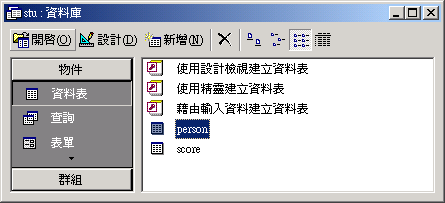 stu : 資料庫
開啓(O) 設計(D) 新增(N)
物件
資料表
查詢
表單
群組
使用設計檢視建立資料表
使用精靈建立資料表
藉由輸入資料建立資料表
person
score